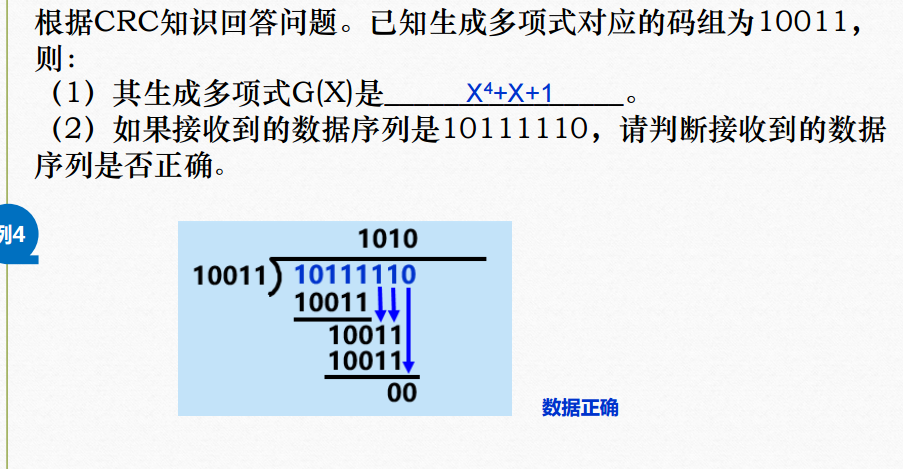 根据CRC知识回答问题。已知生成多项式对应的码组为10011，
则：
（1）其生成多项式G(X)是X⁴+X+1。
（2）如果接收到的数据序列是10111110，请判断接收到的数据
序列是否正确。
列4
1010
10011)10111110
10011
10011
10011
00
数据正确